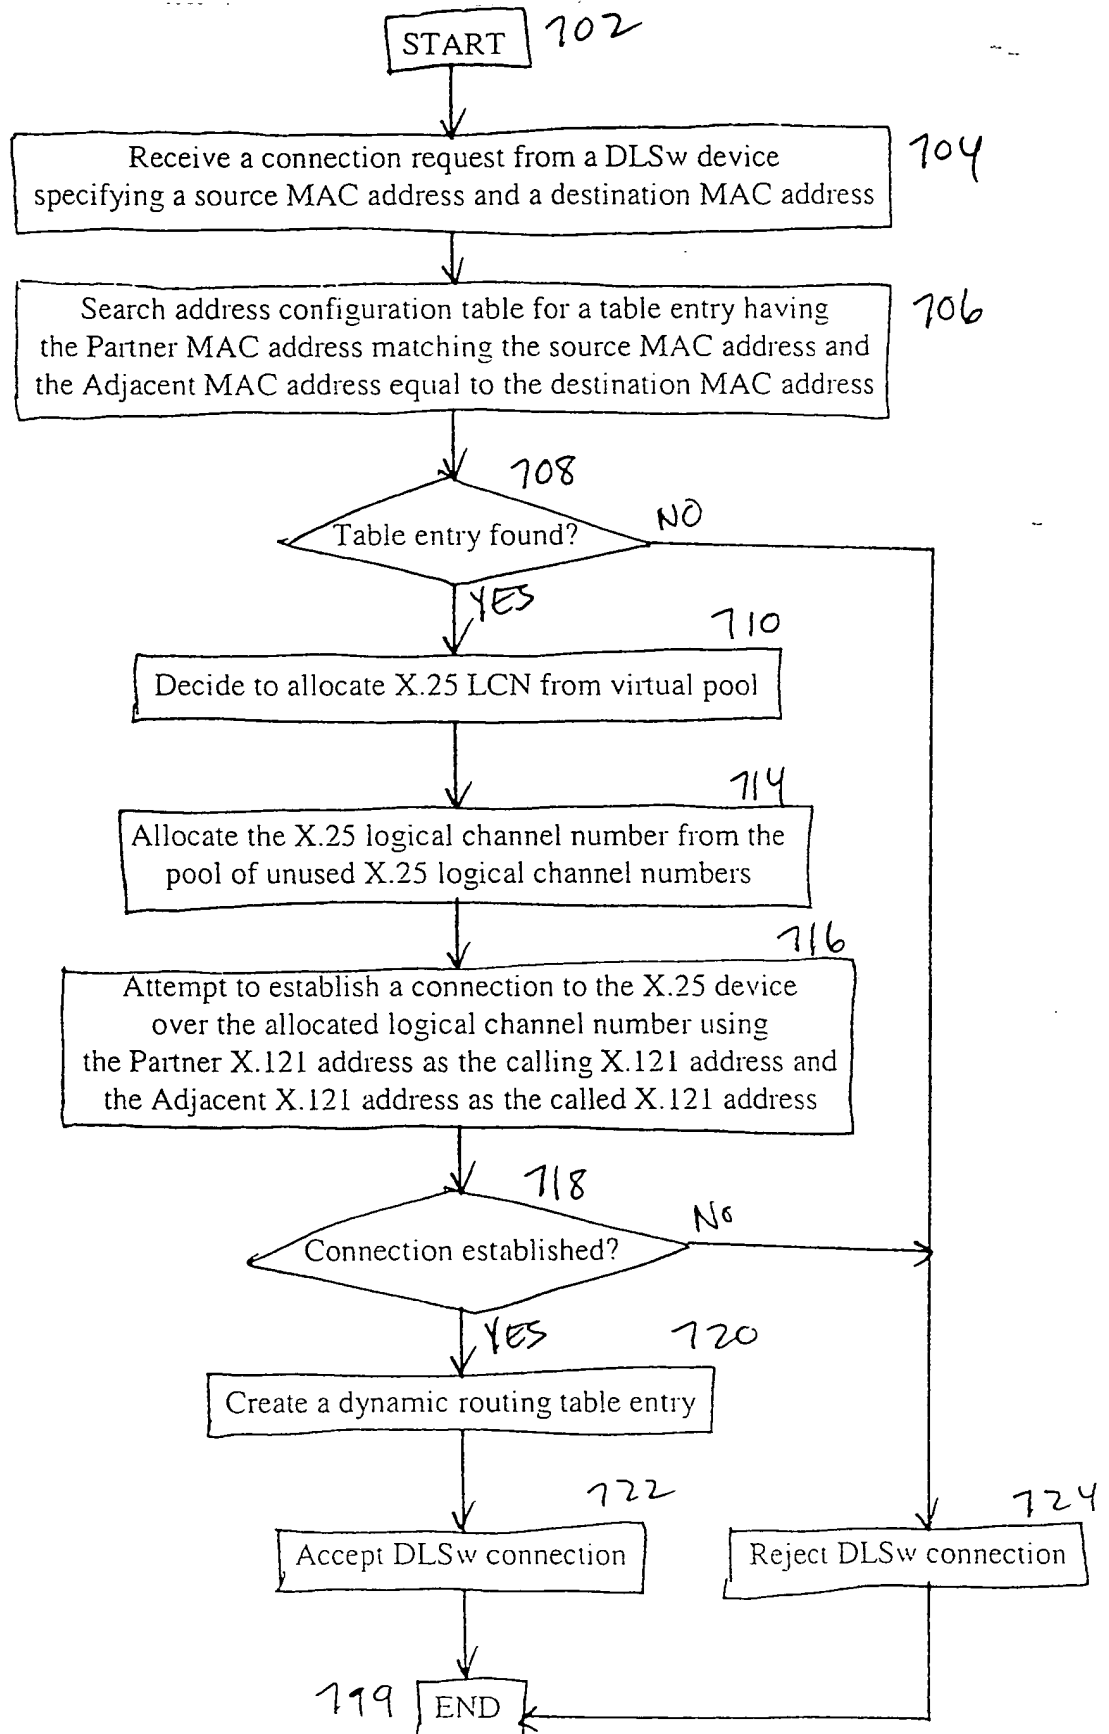 START 702
Receive a connection request from a DLSw device
specifying a source MAC address and a destination MAC address
704
Search address configuration table for a table entry having
the Partner MAC address matching the source MAC address and
the Adjacent MAC address equal to the destination MAC address
706
708
Table entry found?
NO
YES
710
Decide to allocate X.25 LCN from virtual pool
714
Allocate the X.25 logical channel number from the
pool of unused X.25 logical channel numbers
716
Attempt to establish a connection to the X.25 device
over the allocated logical channel number using
the Partner X.121 address as the calling X.121 address and
the Adjacent X.121 address as the called X.121 address
718
Connection established?
No
YES
720
Create a dynamic routing table entry
722
Accept DLSw connection
724
Reject DLSw connection
799 END